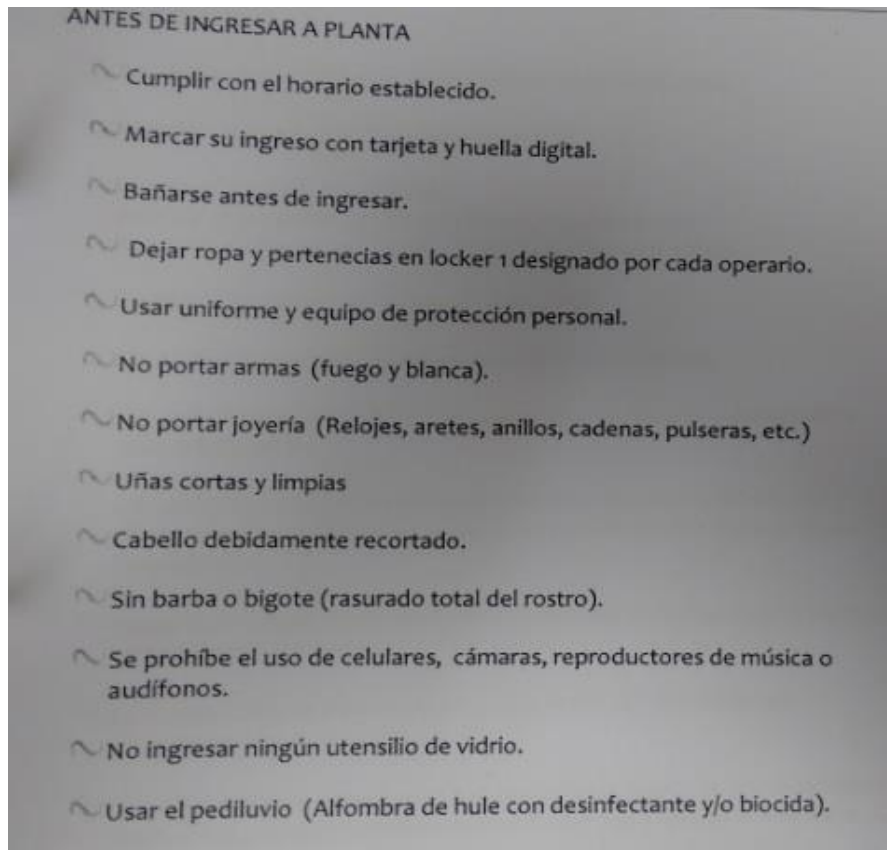 ANTES DE INGRESAR A PLANTA
Cumplir con el horario establecido.
Marcar su ingreso con tarjeta y huella digital.
Bañarse antes de ingresar.
Dejar ropa y pertenecias en locker 1 designado por cada operario.
Usar uniforme y equipo de protección personal.
No portar armas (fuego y blanca).
No portar joyería (Relojes, aretes, anillos, cadenas, pulseras, etc.)
Uñas cortas y limpias
Cabello debidamente recortado.
Sin barba o bigote (rasurado total del rostro).
Se prohíbe el uso de celulares, cámaras, reproductores de música o
audífonos.
No ingresar ningún utensilio de vidrio.
Usar el pediluvio (Alfombra de hule con desinfectante y/o biocida).